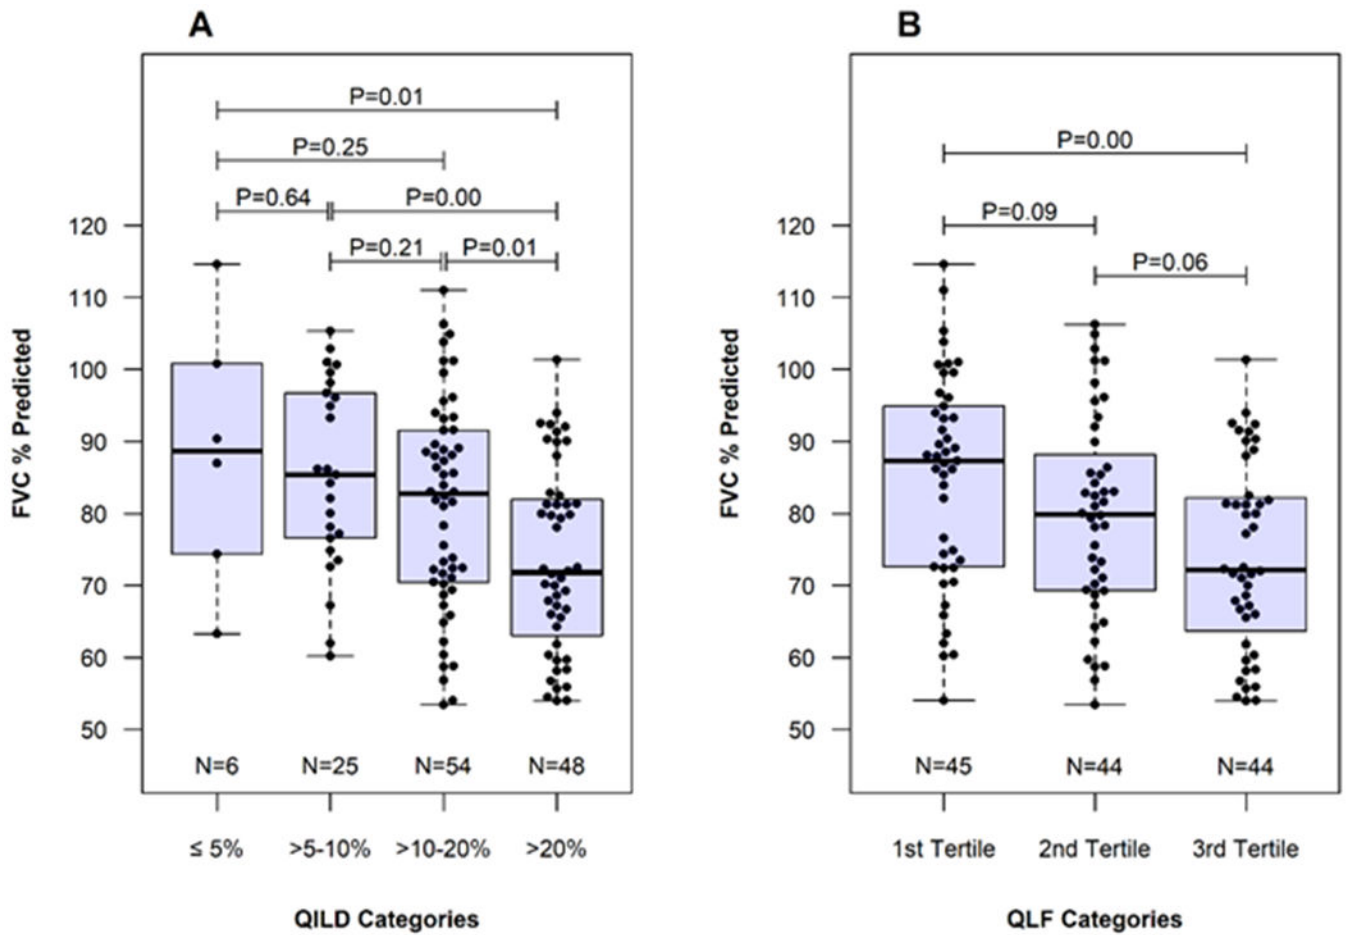 A
P=0.01
P=0.25
P=0.64 P=0.00
P=0.21 P=0.01
120
110
100
90
80
70
60
50
FVC % Predicted
N=6 N=25 N=54 N=48
≤ 5% >5-10% >10-20% >20%
QILD Categories
B
P=0.00
P=0.09
P=0.06
120
110
100
90
80
70
60
50
FVC % Predicted
N=45 N=44 N=44
1st Tertile 2nd Tertile 3rd Tertile
QLF Categories